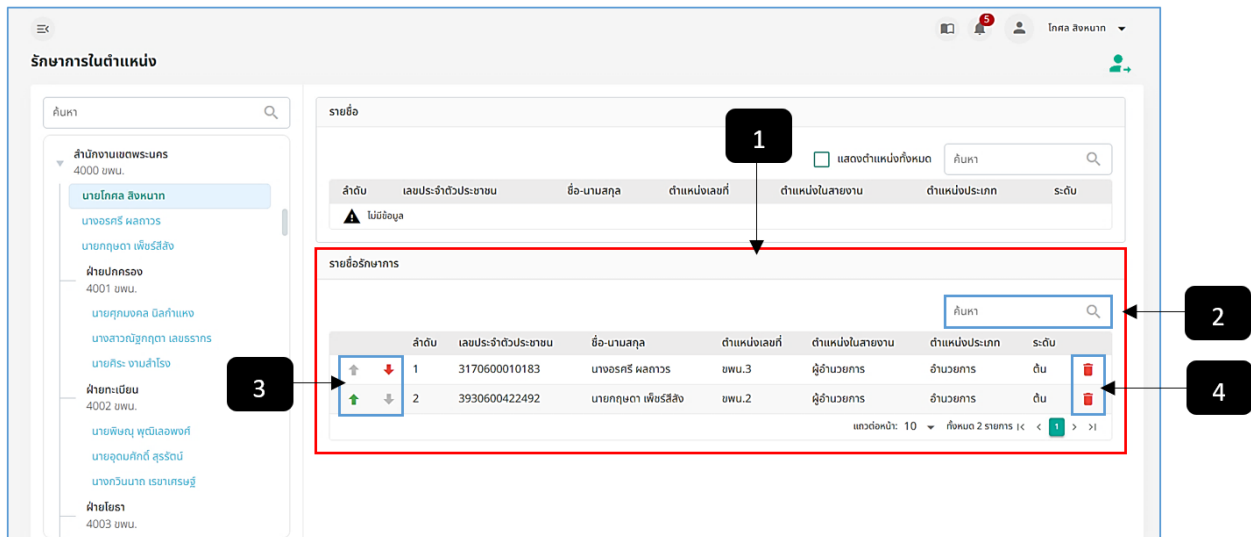 5
โกศล สิงหนาท
รักษาการในตำแหน่ง
ค้นหา
สำนักงานเขตพระนคร
4000 ขพน.
นายโกศล สิงหนาท
นางอรศรี ผลถาวร
นายกฤษดา เพ็ชร์สีสัง
ฝ่ายปกครอง
4001 ขพน.
นายศุภมงคล นิลกำแหง
นางสาวณัฐกฤตา เลขธรากร
นายศิระ งามสำโรง
ฝ่ายทะเบียน
4002 ขพน.
นายพิษณุ พุฒิเลอพงศ์
นายอุดมศักดิ์ สุรรัตน์
นางกวินนาถ เรขาเศรษฐ์
ฝ่ายโยธา
4003 ขพน.
รายชื่อ
1
แสดงตำแหน่งทั้งหมด ค้นหา
ลำดับ เลขประจำตัวประชาชน ชื่อ-นามสกุล ตำแหน่งเลขที่ ตำแหน่งในสายงาน ตำแหน่งประเภท ระดับ
ไม่มีข้อมูล
รายชื่อรักษาการ
ค้นหา
2
ลำดับ เลขประจำตัวประชาชน ชื่อ-นามสกุล ตำแหน่งเลขที่ ตำแหน่งในสายงาน ตำแหน่งประเภท ระดับ
1 3170600010183 นางอรศรี ผลถาวร ขพน.3 ผู้อำนวยการ อำนวยการ ต้น
2 3930600422492 นายกฤษดา เพ็ชร์สีสัง ขพน.2 ผู้อำนวยการ อำนวยการ ต้น
3
4
แถวต่อหน้า: 10 ทั้งหมด 2 รายการ |< < 1 > >|